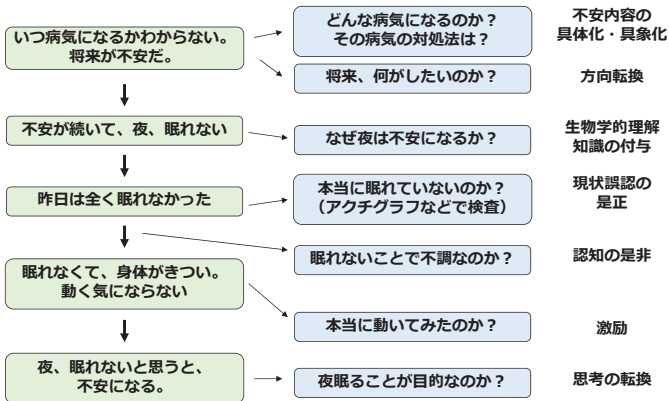 いつ病気になるかわからない。
将来が不安だ。
どんな病気になるのか？
その病気の対処法は？
不安内容の
具体化・具象化
将来、何がしたいのか？
方向転換
不安が続いて、夜、眠れない
なぜ夜は不安になるか？
生物学的理解
知識の付与
昨日は全く眠れなかった
本当に眠れていないのか？
（アクチグラフなどで検査）
現状誤認の
是正
眠れないことで不調なのか？
認知の是非
眠れなくて、身体がきつい。
動く気にならない
本当に動いてみたのか？
激励
夜、眠れないと思うと、
不安になる。
夜眠ることが目的なのか？
思考の転換